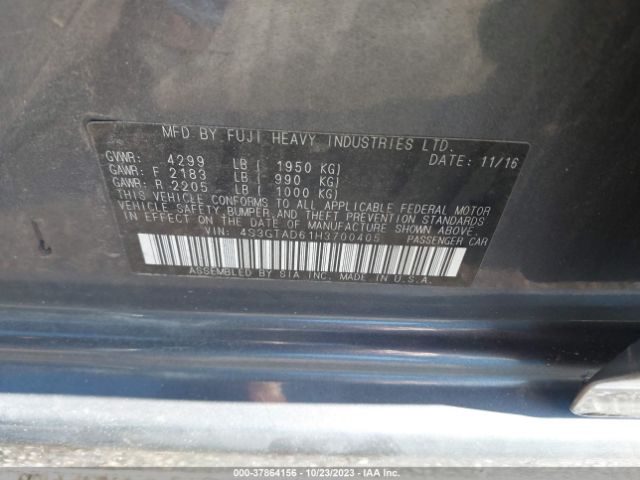 MFD. BY FUJI HEAVY INDUSTRIES LTD.
GVWR: 4299 LB ( 1950 KG) DATE: 11/16
GAWR: F 2183 LB ( 990 KG)
GAWR: R 2205 LB ( 1000 KG)
THIS VEHICLE CONFORMS TO ALL APPLICABLE FEDERAL MOTOR
VEHICLE SAFETY, BUMPER, AND THEFT PREVENTION STANDARDS
IN EFFECT ON THE DATE OF MANUFACTURE SHOWN ABOVE.
VIN: 4S3GTAD61H3700405 PASSENGER CAR
ASSEMBLED BY SIA INC. MADE IN U.S.A.
000-37864156 - 10/23/2023 - IAA Inc.